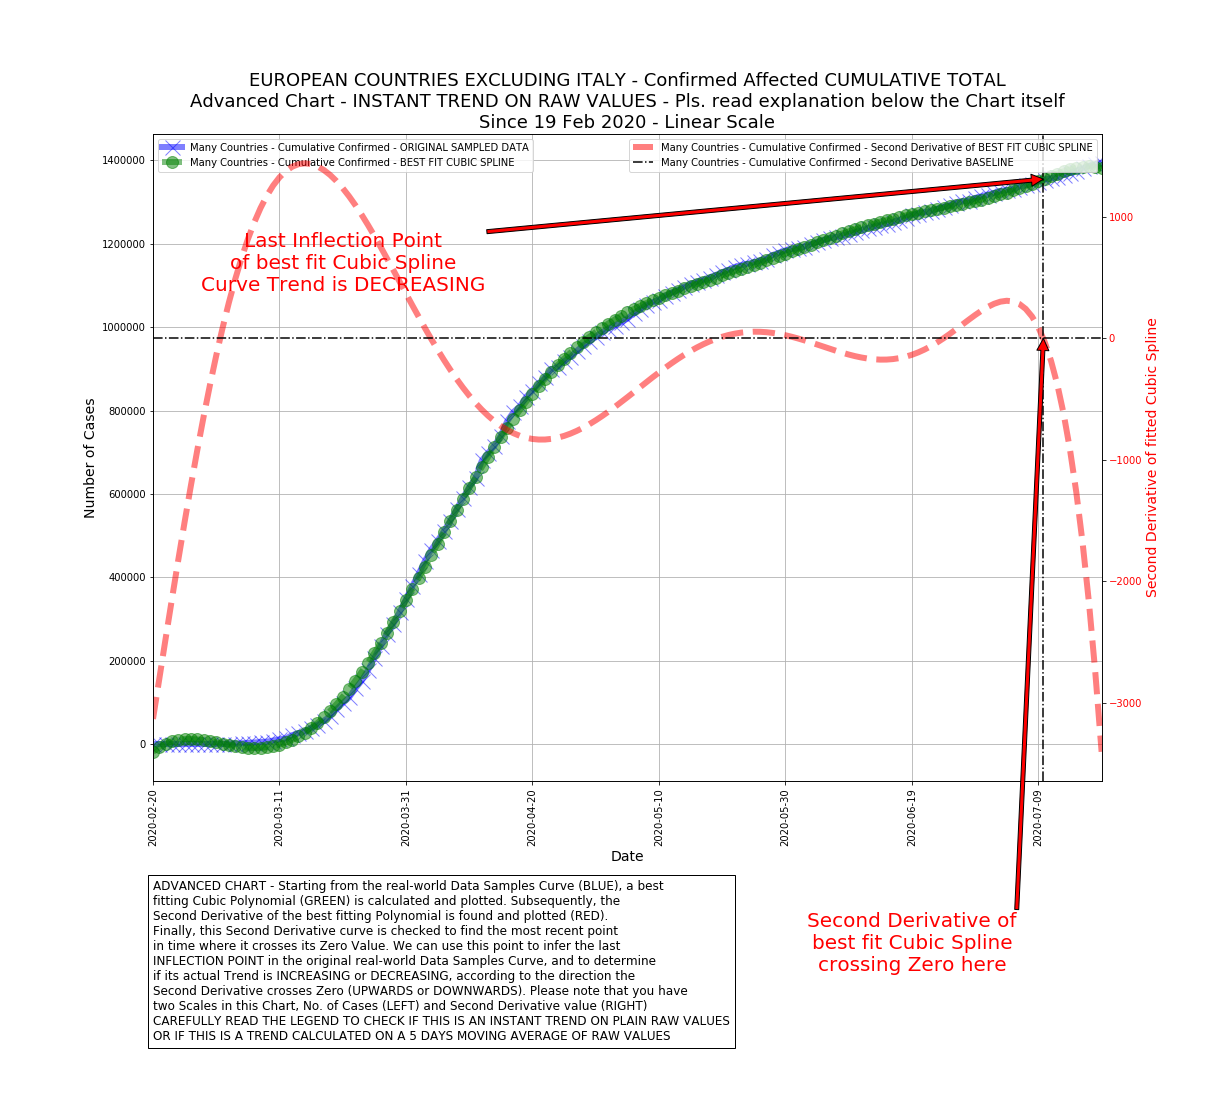 EUROPEAN COUNTRIES EXCLUDING ITALY - Confirmed Affected CUMULATIVE TOTAL
Advanced Chart - INSTANT TREND ON RAW VALUES - Pls. read explanation below the Chart itself
Since 19 Feb 2020 - Linear Scale
Many Countries - Cumulative Confirmed - ORIGINAL SAMPLED DATA
Many Countries - Cumulative Confirmed - BEST FIT CUBIC SPLINE
Many Countries - Cumulative Confirmed - Second Derivative of BEST FIT CUBIC SPLINE
Many Countries - Cumulative Confirmed - Second Derivative BASELINE
Last Inflection Point
of best fit Cubic Spline
Curve Trend is DECREASING
Number of Cases
1400000
1200000
1000000
800000
600000
400000
200000
0
1000
0
−1000
−2000
−3000
Second Derivative of fitted Cubic Spline
2020-02-20
2020-03-11
2020-03-31
2020-04-20
2020-05-10
2020-05-30
2020-06-19
2020-07-09
Date
Second Derivative of
best fit Cubic Spline
crossing Zero here
ADVANCED CHART - Starting from the real-world Data Samples Curve (BLUE), a best
fitting Cubic Polynomial (GREEN) is calculated and plotted. Subsequently, the
Second Derivative of the best fitting Polynomial is found and plotted (RED).
Finally, this Second Derivative curve is checked to find the most recent point
in time where it crosses its Zero Value. We can use this point to infer the last
INFLECTION POINT in the original real-world Data Samples Curve, and to determine
if its actual Trend is INCREASING or DECREASING, according to the direction the
Second Derivative crosses Zero (UPWARDS or DOWNWARDS). Please note that you have
two Scales in this Chart, No. of Cases (LEFT) and Second Derivative value (RIGHT)
CAREFULLY READ THE LEGEND TO CHECK IF THIS IS AN INSTANT TREND ON PLAIN RAW VALUES
OR IF THIS IS A TREND CALCULATED ON A 5 DAYS MOVING AVERAGE OF RAW VALUES